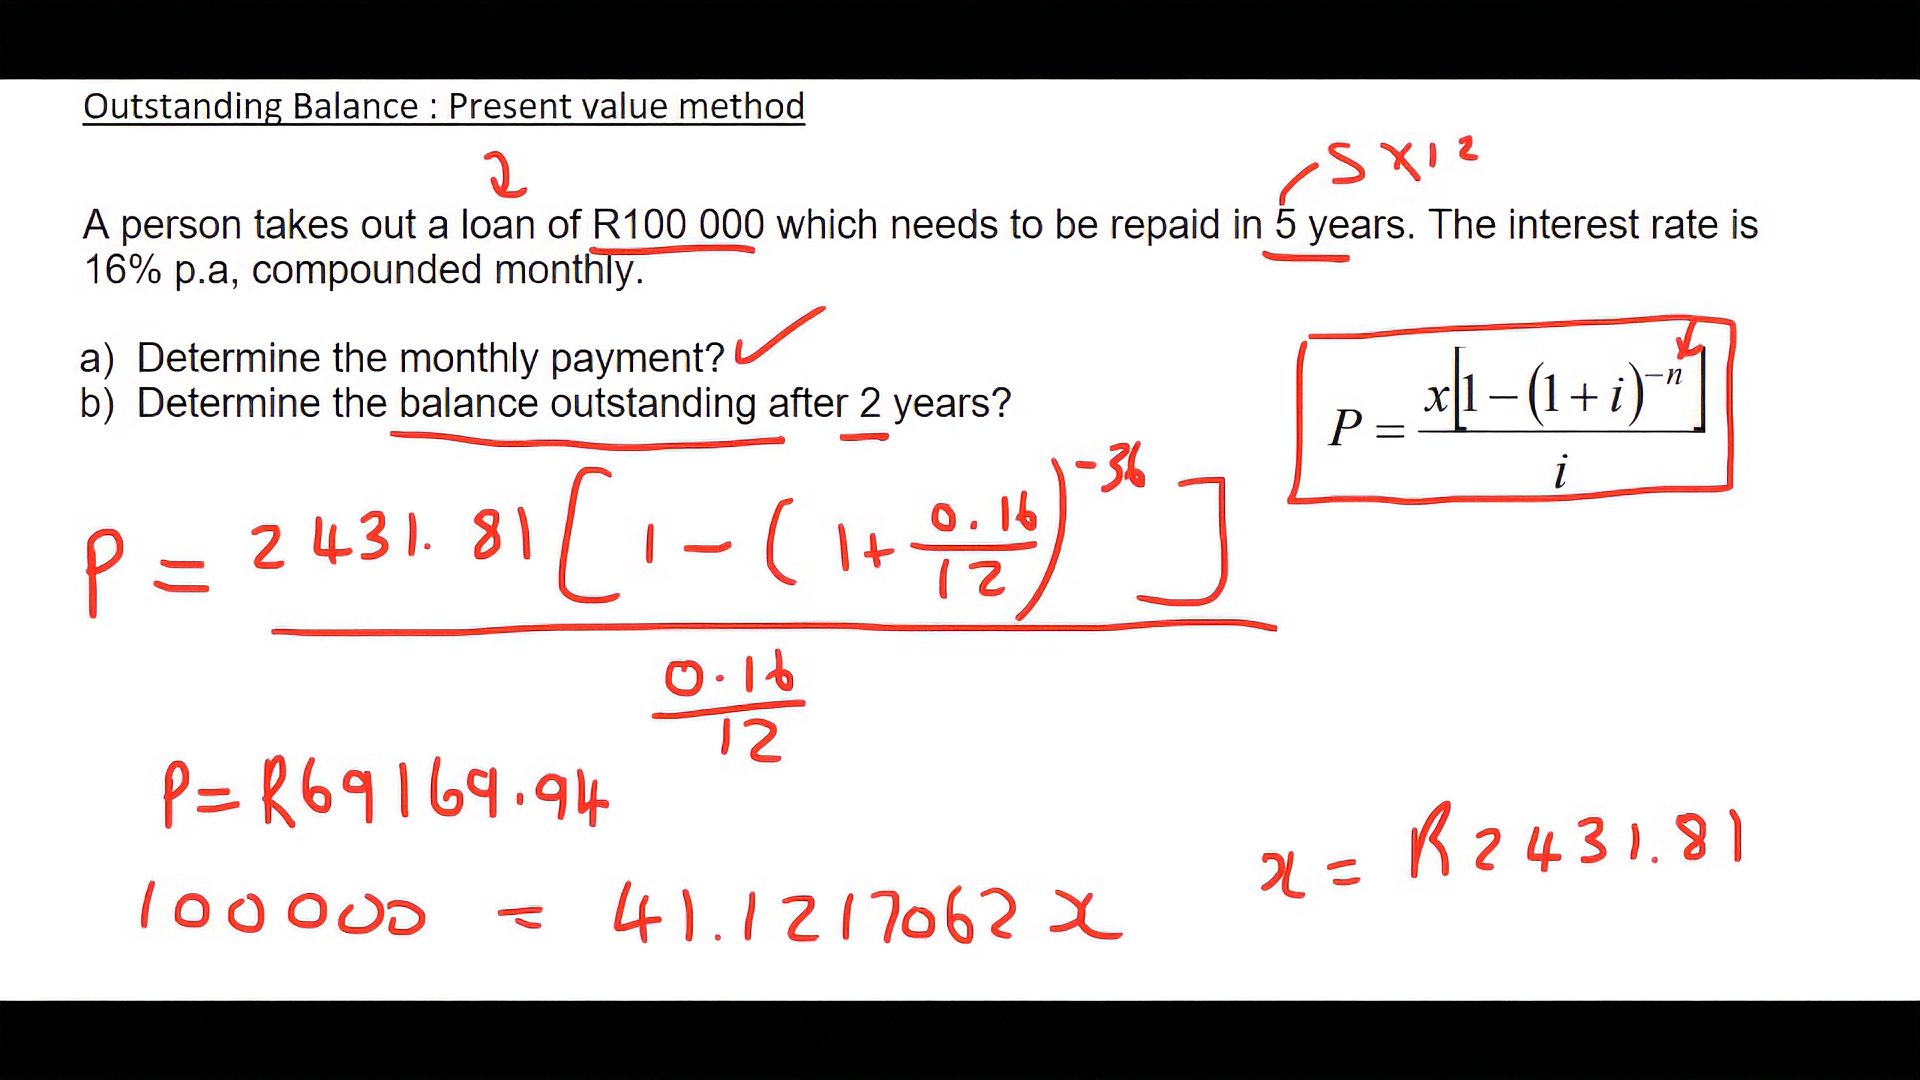 Outstanding Balance : Present value method
2
5 x 12
A person takes out a loan of R100 000 which needs to be repaid in 5 years. The interest rate is
16% p.a, compounded monthly.
a) Determine the monthly payment? ✓
b) Determine the balance outstanding after 2 years?
P = x[1 − (1 + i)^−n] / i
P = 2431.81 [1 − (1 + 0.16/12)^−36] / (0.16/12)
P = R69169.94
x = R2431.81
100000 = 41.1217062 x